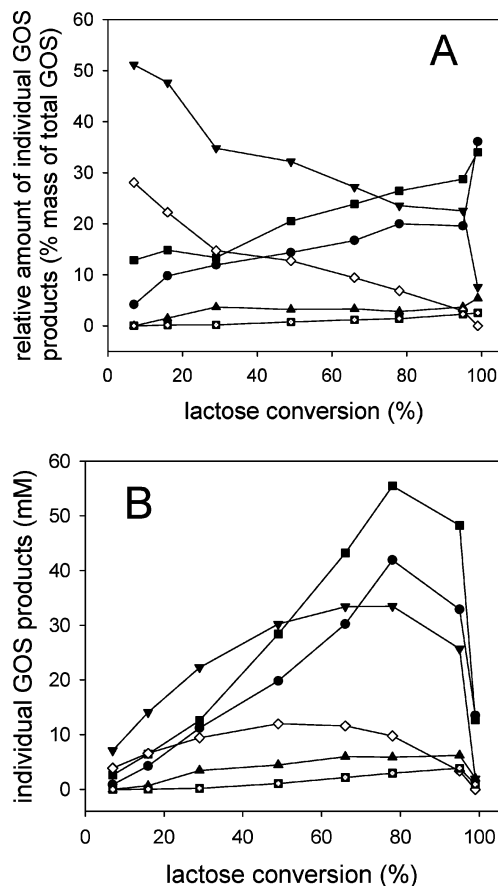 A
relative amount of individual GOS
products (% mass of total GOS)
60
50
40
30
20
10
0
0 20 40 60 80 100
lactose conversion (%)
B
individual GOS products (mM)
60
50
40
30
20
10
0
0 20 40 60 80 100
lactose conversion (%)